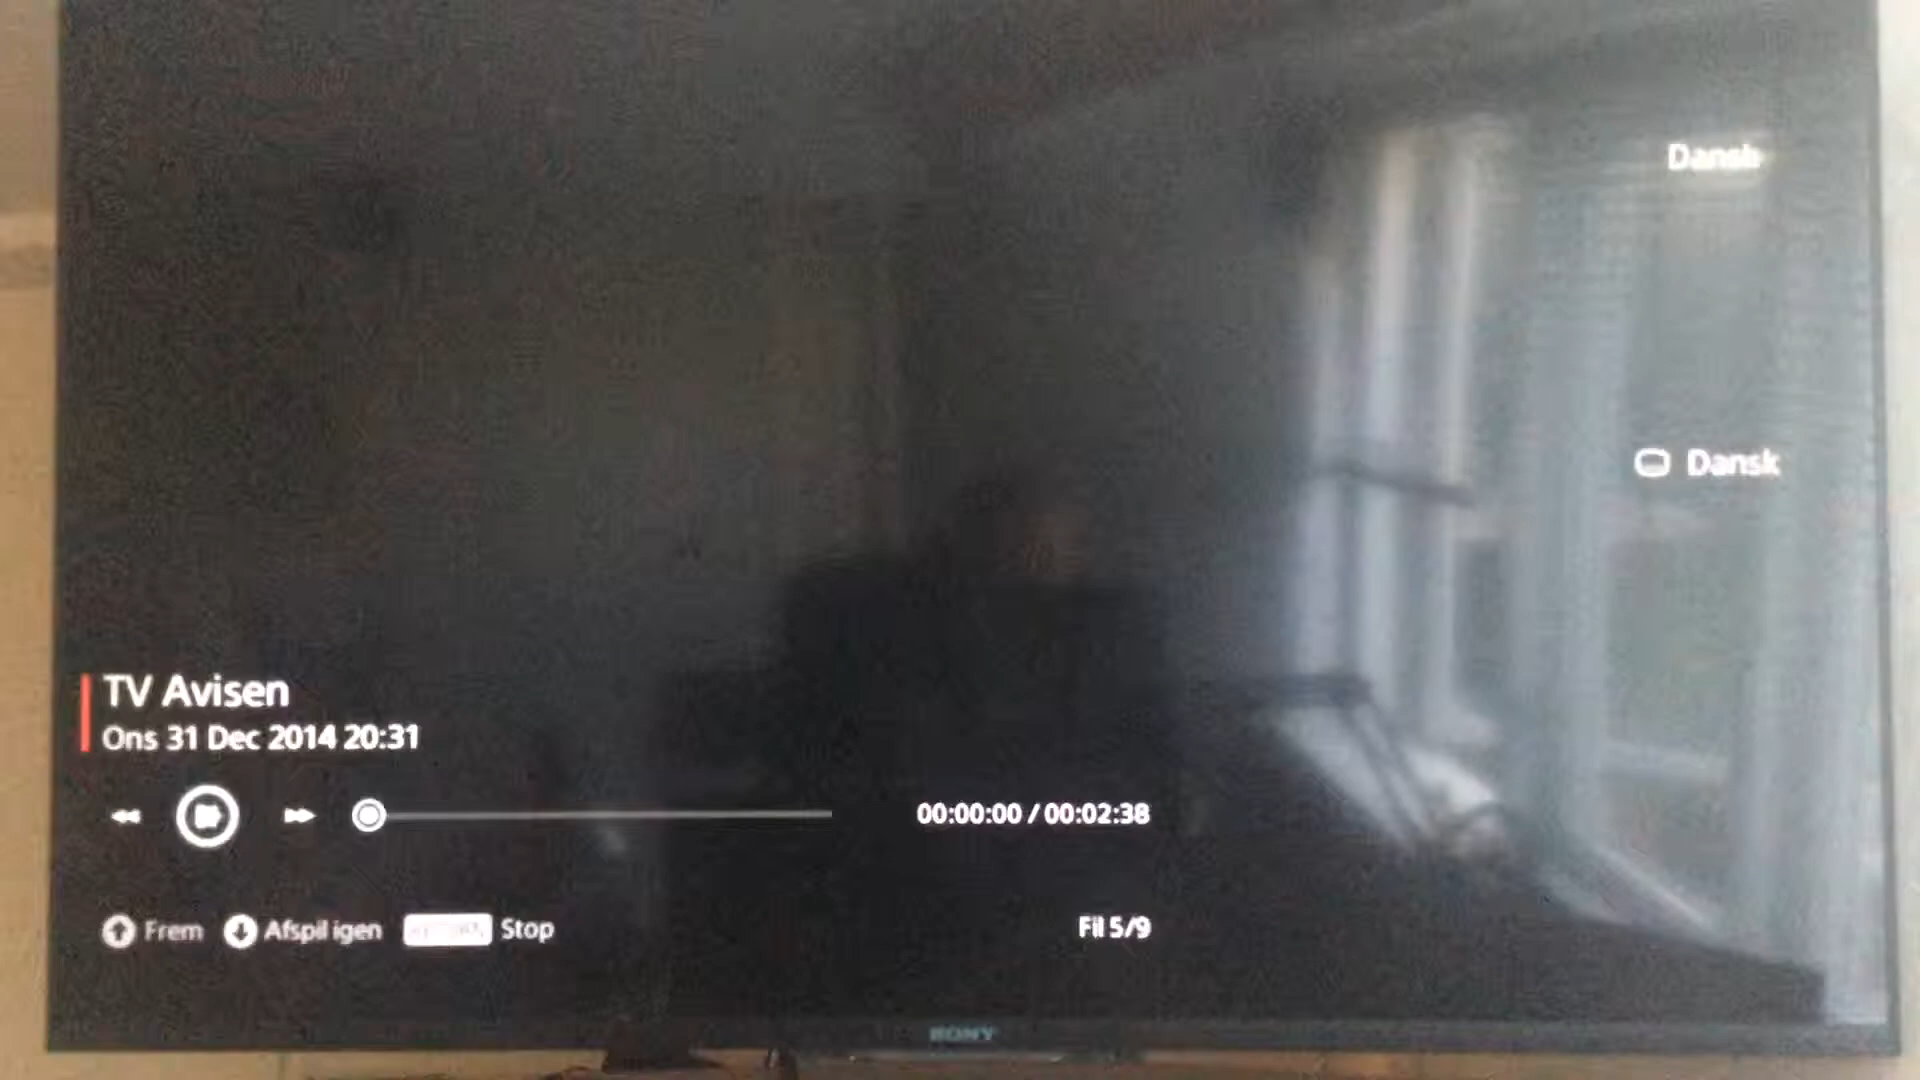 Dansk
Dansk
TV Avisen
Ons 31 Dec 2014 20:31
00:00:00 / 00:02:38
Frem
Afspil igen
RETURN
Stop
Fil 5/9
SONY